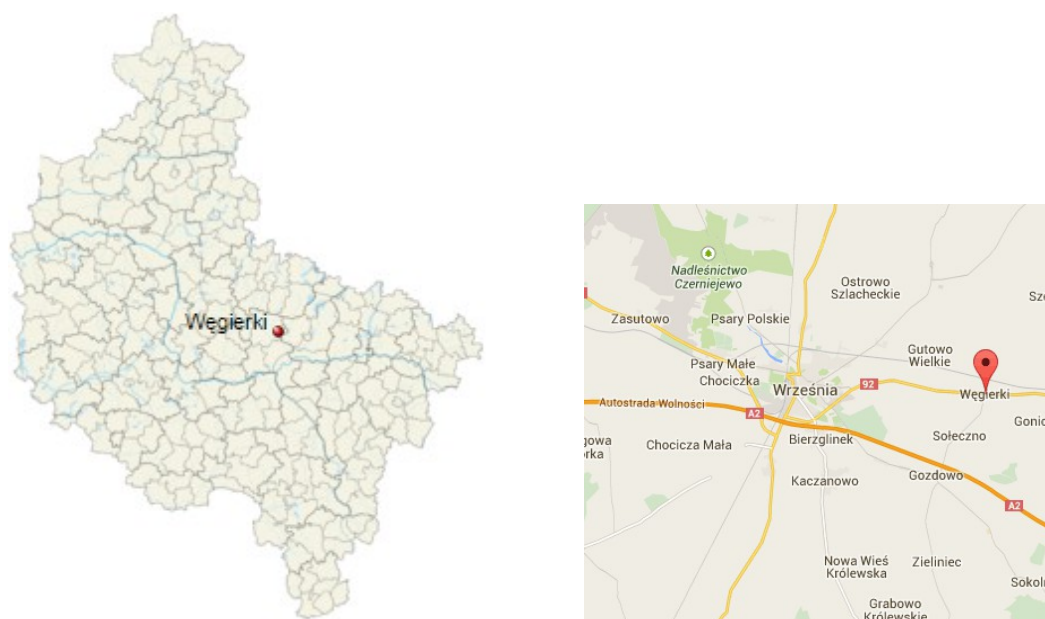 Węgierki
Nadleśnictwo
Czerniejewo
Ostrowo
Szlacheckie
Zasutowo
Psary Polskie
Gutowo
Wielkie
Psary Małe
Chociczka
Września
92
Węgierki
Autostrada Wolności
A2
Chocicza Mała
Bierzglinek
Sołeczno
Kaczanowo
Gozdowo
A2
Nowa Wieś
Królewska
Zieliniec
Grabowo
Królewskie